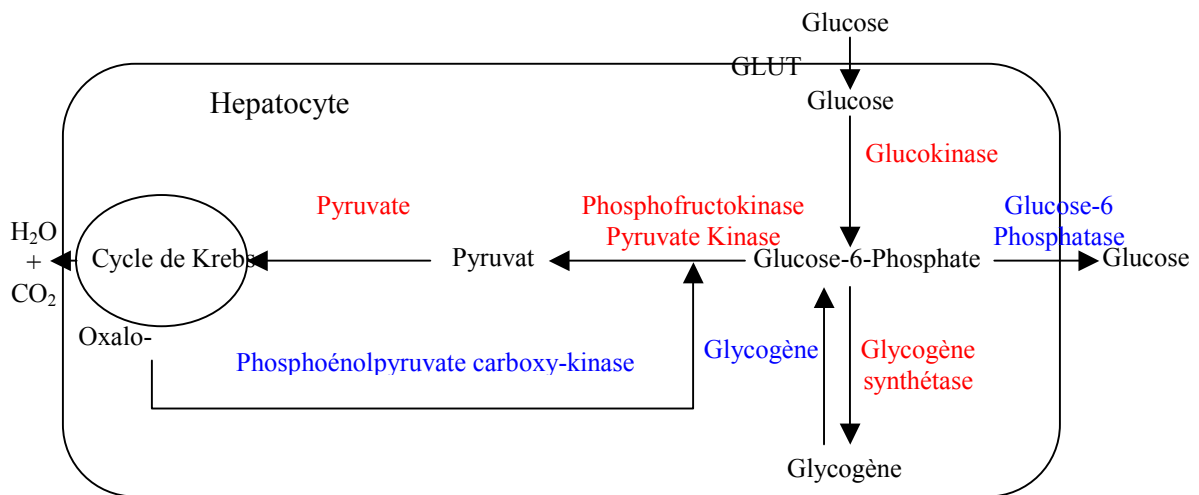 Glucose
GLUT
Glucose
Hepatocyte
Glucokinase
Pyruvate
Phosphofructokinase
Pyruvate Kinase
Glucose-6
Phosphatase
H₂O
+
CO₂
Cycle de Krebs
Pyruvat
Glucose-6-Phosphate
Glucose
Oxalo-
Phosphoénolpyruvate carboxy-kinase
Glycogène
Glycogène
synthétase
Glycogène